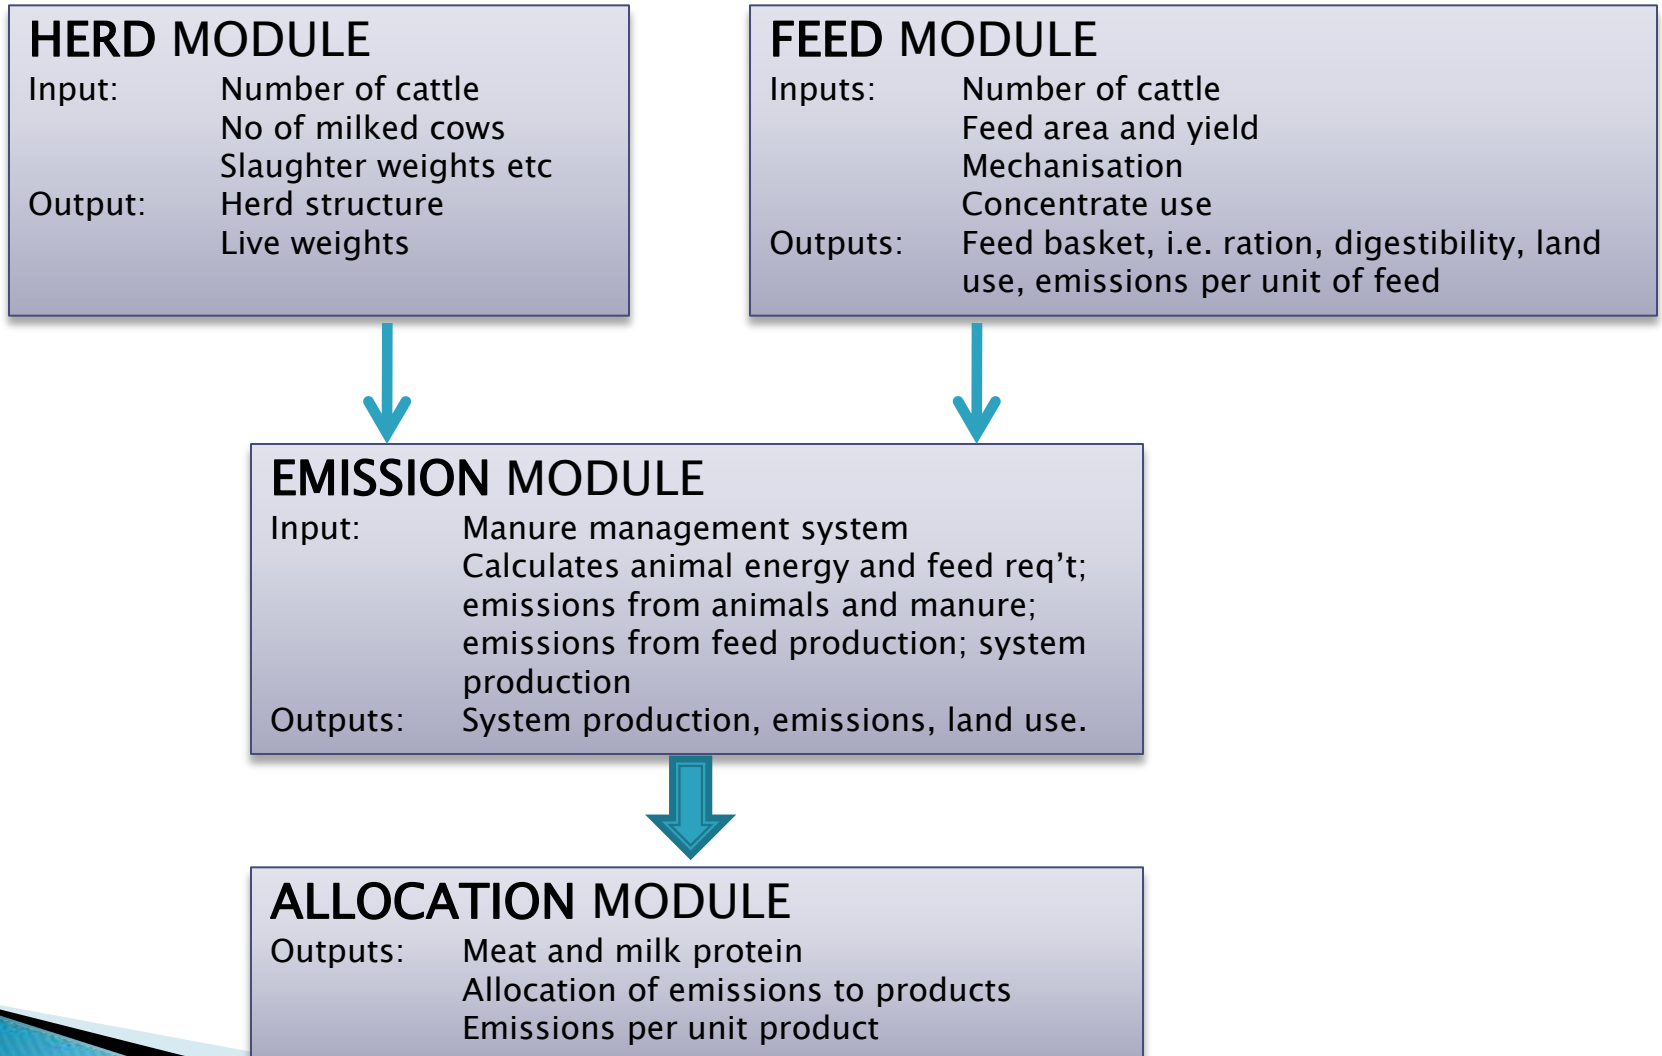 HERD MODULE
Input: Number of cattle
No of milked cows
Slaughter weights etc
Output: Herd structure
Live weights
FEED MODULE
Inputs: Number of cattle
Feed area and yield
Mechanisation
Concentrate use
Outputs: Feed basket, i.e. ration, digestibility, land
use, emissions per unit of feed
EMISSION MODULE
Input: Manure management system
Calculates animal energy and feed req’t;
emissions from animals and manure;
emissions from feed production; system
production
Outputs: System production, emissions, land use.
ALLOCATION MODULE
Outputs: Meat and milk protein
Allocation of emissions to products
Emissions per unit product